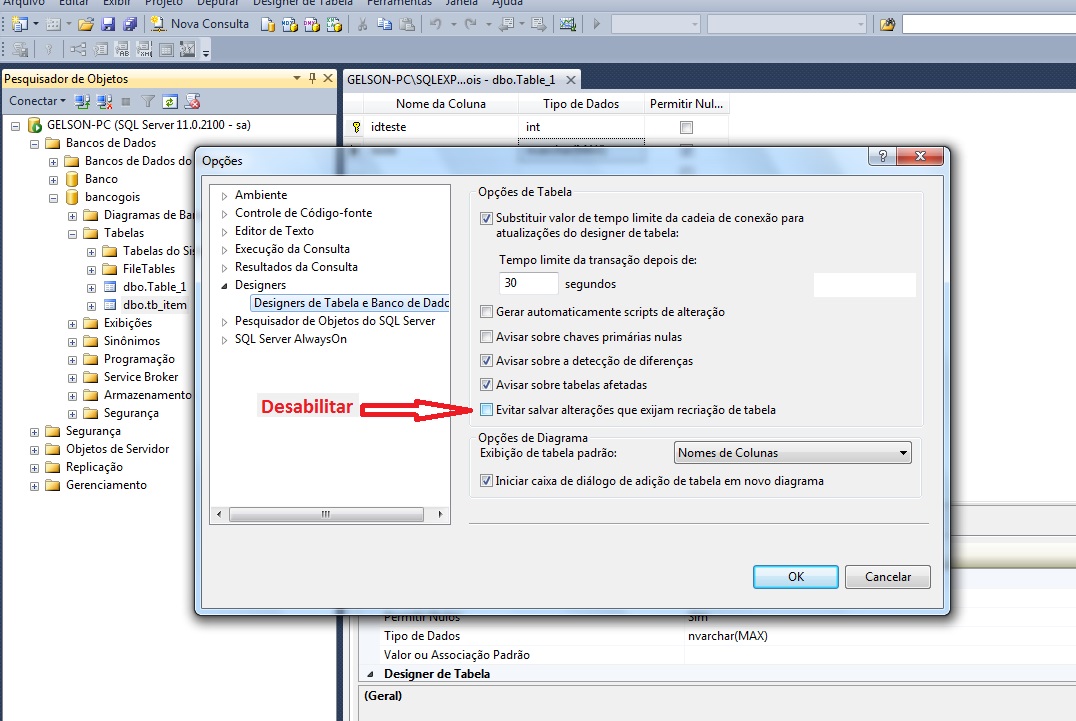 Arquivo Editar Exibir Projeto Depurar Designer de Tabela Ferramentas Janela Ajuda
Nova Consulta
Pesquisador de Objetos
GELSON-PC\SQLEXP...ois - dbo.Table_1
Conectar
Nome da Coluna Tipo de Dados Permitir Nul...
GELSON-PC (SQL Server 11.0.2100 - sa)
idteste int
Bancos de Dados
Bancos de Dados do
Banco
bancogois
Diagramas de Ba
Tabelas
Tabelas do Sis
FileTables
dbo.Table_1
dbo.tb_item
Exibições
Sinônimos
Programação
Service Broker
Armazenamento
Segurança
Segurança
Objetos de Servidor
Replicação
Gerenciamento
Opções
Ambiente
Controle de Código-fonte
Editor de Texto
Execução da Consulta
Resultados da Consulta
Designers
Designers de Tabela e Banco de Dado
Pesquisador de Objetos do SQL Server
SQL Server AlwaysOn
Desabilitar
Opções de Tabela
Substituir valor de tempo limite da cadeia de conexão para
atualizações do designer de tabela:
Tempo limite da transação depois de:
30 segundos
Gerar automaticamente scripts de alteração
Avisar sobre chaves primárias nulas
Avisar sobre a detecção de diferenças
Avisar sobre tabelas afetadas
Evitar salvar alterações que exijam recriação de tabela
Opções de Diagrama
Exibição de tabela padrão: Nomes de Colunas
Iniciar caixa de diálogo de adição de tabela em novo diagrama
OK Cancelar
Permitir Nulos Sim
Tipo de Dados nvarchar(MAX)
Valor ou Associação Padrão
Designer de Tabela
(Geral)